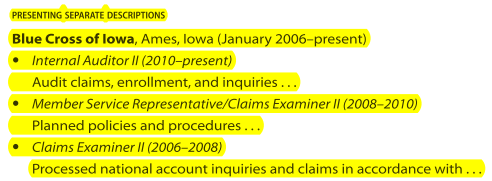 PRESENTING SEPARATE DESCRIPTIONS
Blue Cross of Iowa, Ames, Iowa (January 2006–present)
• Internal Auditor II (2010–present)
Audit claims, enrollment, and inquiries . . .
• Member Service Representative/Claims Examiner II (2008–2010)
Planned policies and procedures . . .
• Claims Examiner II (2006–2008)
Processed national account inquiries and claims in accordance with . . .